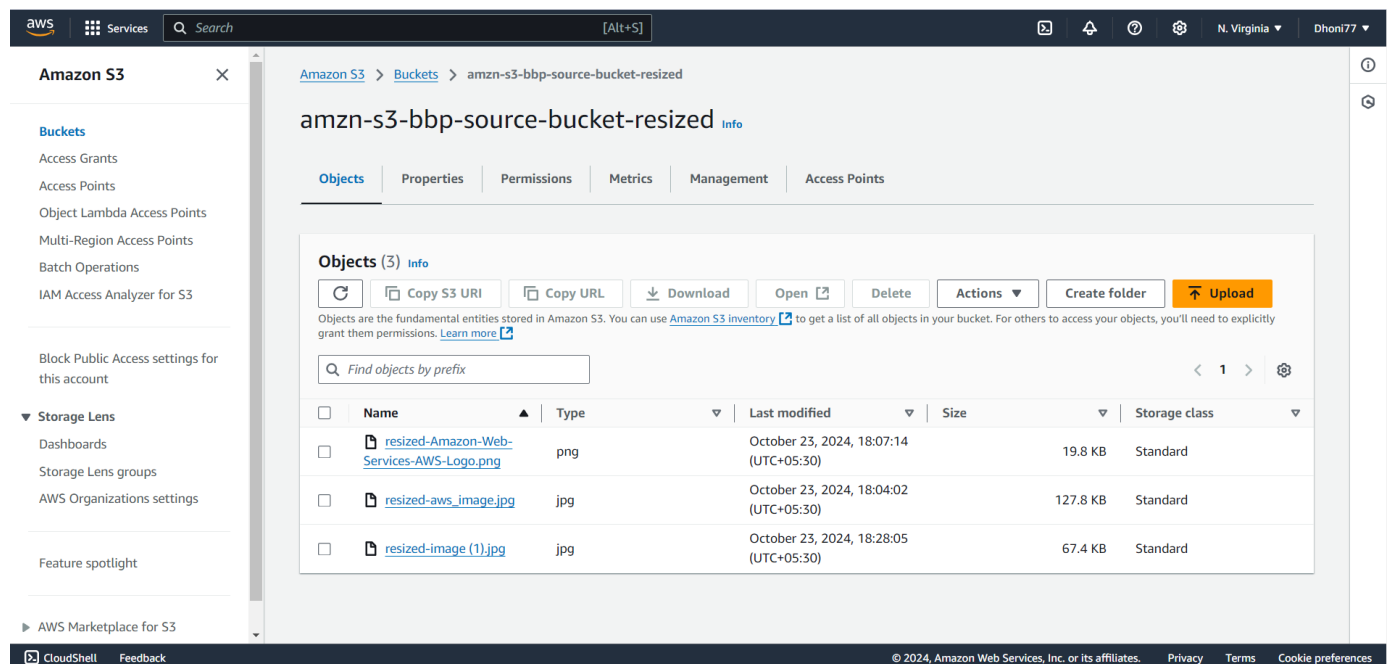 aws
Services
Search [Alt+S]
N. Virginia ▼
Dhoni77 ▼
Amazon S3
Buckets
Access Grants
Access Points
Object Lambda Access Points
Multi-Region Access Points
Batch Operations
IAM Access Analyzer for S3
Block Public Access settings for
this account
▼ Storage Lens
Dashboards
Storage Lens groups
AWS Organizations settings
Feature spotlight
▶ AWS Marketplace for S3
Amazon S3 > Buckets > amzn-s3-bbp-source-bucket-resized
amzn-s3-bbp-source-bucket-resized Info
Objects Properties Permissions Metrics Management Access Points
Objects (3) Info
Copy S3 URI Copy URL Download Open Delete Actions ▼ Create folder Upload
Objects are the fundamental entities stored in Amazon S3. You can use Amazon S3 inventory to get a list of all objects in your bucket. For others to access your objects, you'll need to explicitly
grant them permissions. Learn more
Find objects by prefix
< 1 >
Name Type Last modified Size Storage class
resized-Amazon-Web-
Services-AWS-Logo.png
png
October 23, 2024, 18:07:14
(UTC+05:30)
19.8 KB
Standard
resized-aws_image.jpg
jpg
October 23, 2024, 18:04:02
(UTC+05:30)
127.8 KB
Standard
resized-image (1).jpg
jpg
October 23, 2024, 18:28:05
(UTC+05:30)
67.4 KB
Standard
CloudShell Feedback © 2024, Amazon Web Services, Inc. or its affiliates. Privacy Terms Cookie preferences